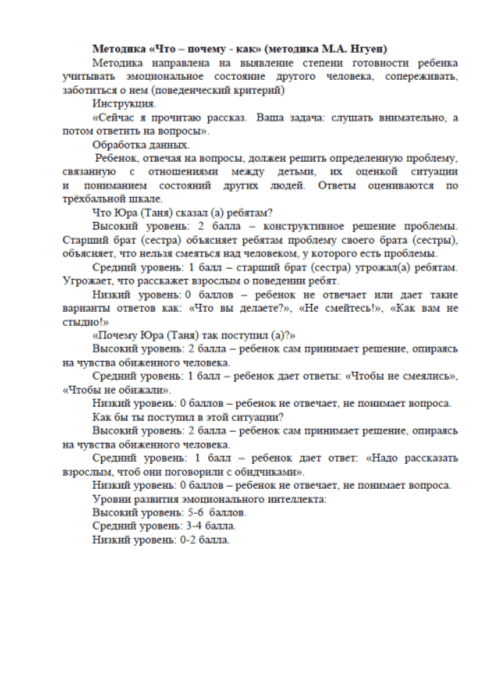 Методика «Что – почему - как» (методика М.А. Нгуен)
Методика направлена на выявление степени готовности ребенка
учитывать эмоциональное состояние другого человека, сопереживать,
заботиться о нем (поведенческий критерий)
Инструкция.
«Сейчас я прочитаю рассказ. Ваша задача: слушать внимательно, а
потом ответить на вопросы».
Обработка данных.
Ребенок, отвечая на вопросы, должен решить определенную проблему,
связанную с отношениями между детьми, их оценкой ситуации
и пониманием состояний других людей. Ответы оцениваются по
трёхбальной шкале.
Что Юра (Таня) сказал (а) ребятам?
Высокий уровень: 2 балла – конструктивное решение проблемы.
Старший брат (сестра) объясняет ребятам проблему своего брата (сестры),
объясняет, что нельзя смеяться над человеком, у которого есть проблемы.
Средний уровень: 1 балл – старший брат (сестра) угрожал(а) ребятам.
Угрожает, что расскажет взрослым о поведении ребят.
Низкий уровень: 0 баллов – ребенок не отвечает или дает такие
варианты ответов как: «Что вы делаете?», «Не смейтесь!», «Как вам не
стыдно!»
«Почему Юра (Таня) так поступил (а)?»
Высокий уровень: 2 балла – ребенок сам принимает решение, опираясь
на чувства обиженного человека.
Средний уровень: 1 балл – ребенок дает ответы: «Чтобы не смеялись»,
«Чтобы не обижали».
Низкий уровень: 0 баллов – ребенок не отвечает, не понимает вопроса.
Как бы ты поступил в этой ситуации?
Высокий уровень: 2 балла – ребенок сам принимает решение, опираясь
на чувства обиженного человека.
Средний уровень: 1 балл – ребенок дает ответ: «Надо рассказать
взрослым, чтоб они поговорили с обидчиками».
Низкий уровень: 0 баллов – ребенок не отвечает, не понимает вопроса.
Уровни развития эмоционального интеллекта:
Высокий уровень: 5-6 баллов.
Средний уровень: 3-4 балла.
Низкий уровень: 0-2 балла.